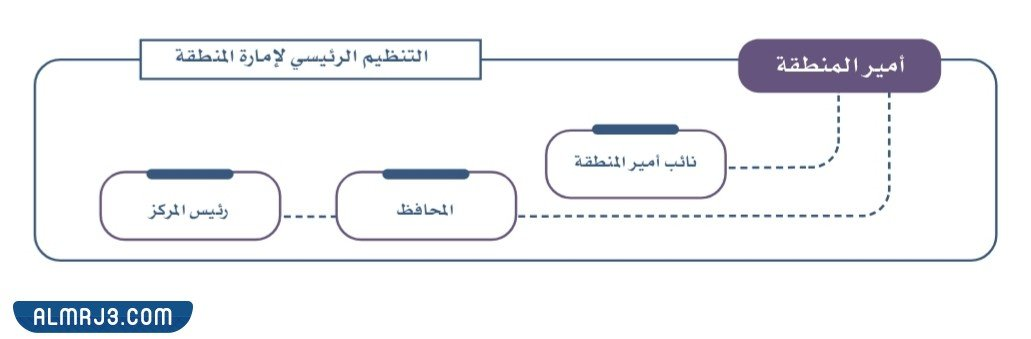 أمير المنطقة
التنظيم الرئيسي لإمارة المنطقة
نائب أمير المنطقة
المحافظ
رئيس المركز
ALMRJ3.COM